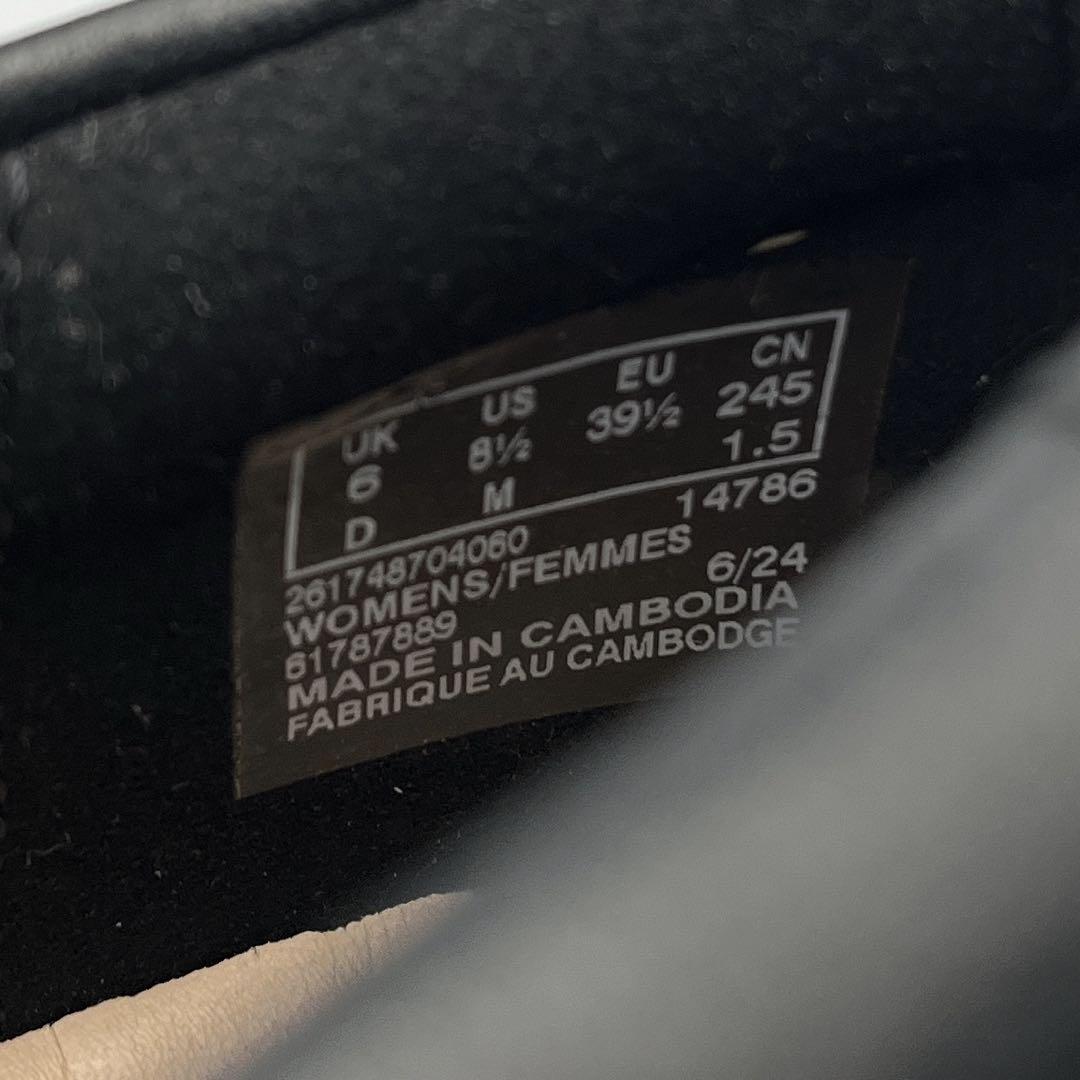 UK US EU CN
6 8½ 39½ 245
D M 1.5
261748704060 14786
WOMENS/FEMMES
61787889 6/24
MADE IN CAMBODIA
FABRIQUE AU CAMBODGE